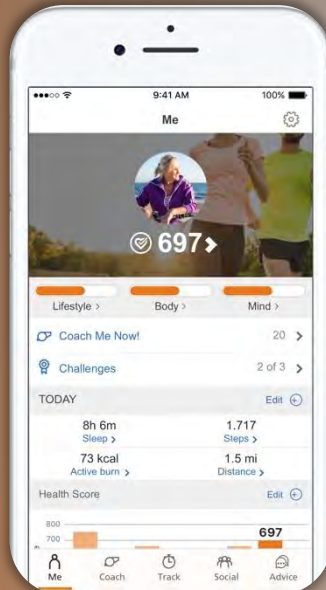 9:41 AM 100%
Me
697
Lifestyle > Body > Mind >
Coach Me Now! 20
Challenges 2 of 3
TODAY Edit
8h 6m 1.717
Sleep > Steps >
73 kcal 1.5 mi
Active burn > Distance >
Health Score Edit
800
697
700
Me Coach Track Social Advice